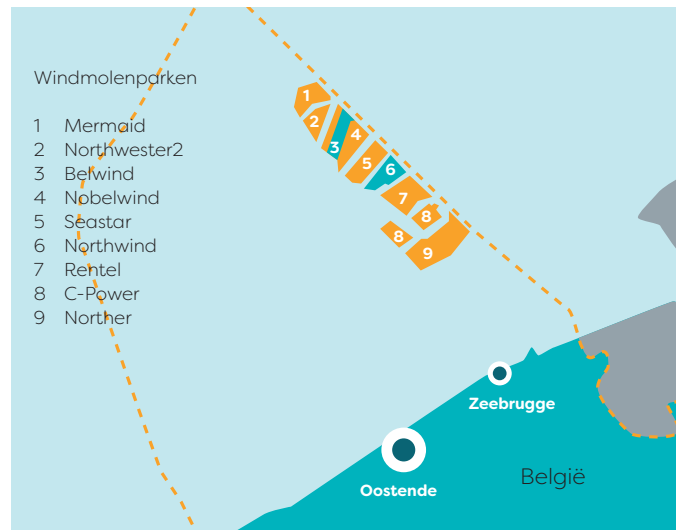 Windmolenparken
1 Mermaid
2 Northwester2
3 Belwind
4 Nobelwind
5 Seastar
6 Northwind
7 Rentel
8 C-Power
9 Norther
1
2
3
4
5
6
7
8
8
9
Zeebrugge
Oostende
België